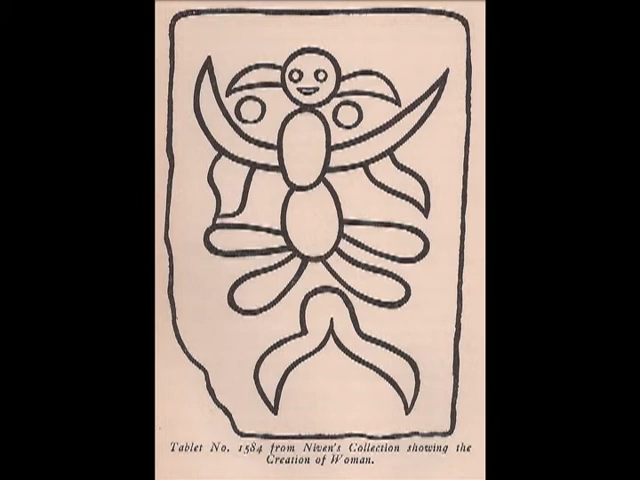 Tablet No. 1584 from Niven's Collection showing the
Creation of Woman.